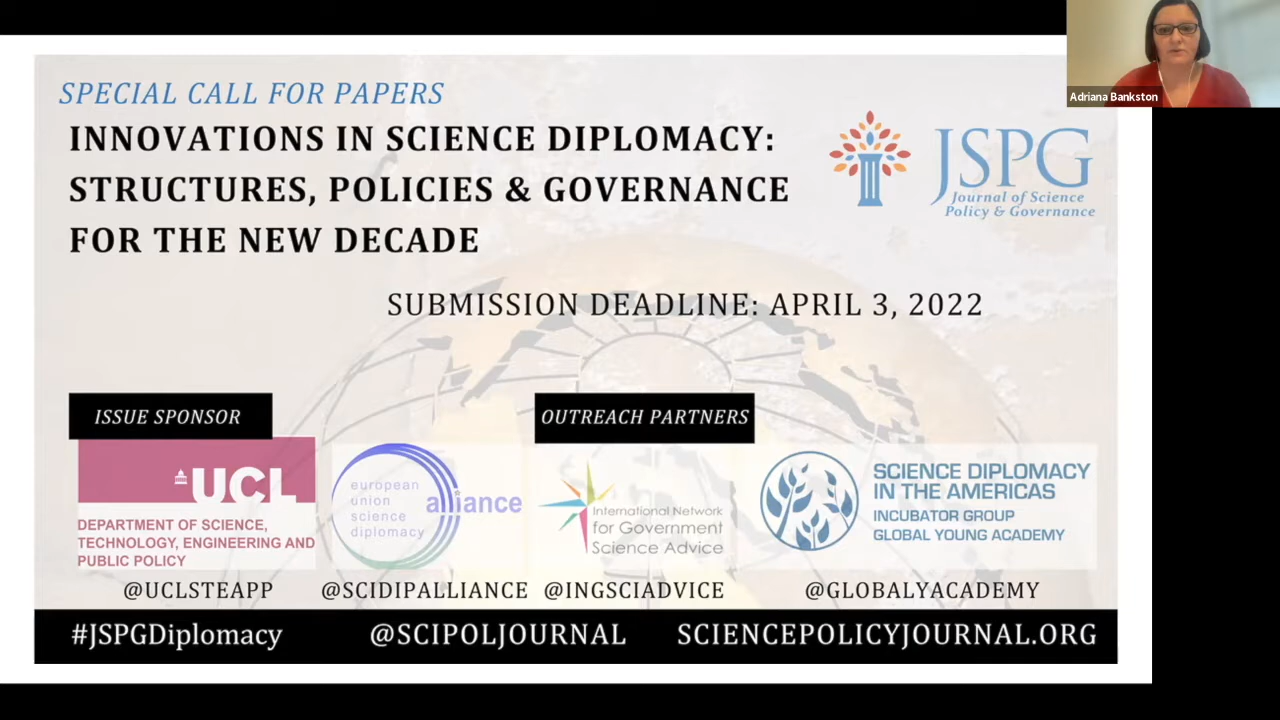 Adriana Bankston
SPECIAL CALL FOR PAPERS
INNOVATIONS IN SCIENCE DIPLOMACY:
STRUCTURES, POLICIES & GOVERNANCE
FOR THE NEW DECADE
JSPG
Journal of Science
Policy & Governance
SUBMISSION DEADLINE: APRIL 3, 2022
ISSUE SPONSOR
OUTREACH PARTNERS
UCL
DEPARTMENT OF SCIENCE,
TECHNOLOGY, ENGINEERING AND
PUBLIC POLICY
european
union
science
diplomacy
alliance
International Network
for Government
Science Advice
SCIENCE DIPLOMACY
IN THE AMERICAS
INCUBATOR GROUP
GLOBAL YOUNG ACADEMY
@UCLSTEAPP
@SCIDIPALLIANCE
@INGSCIADVICE
@GLOBALYACADEMY
#JSPGDiplomacy
@SCIPOLJOURNAL
SCIENCEPOLICYJOURNAL.ORG